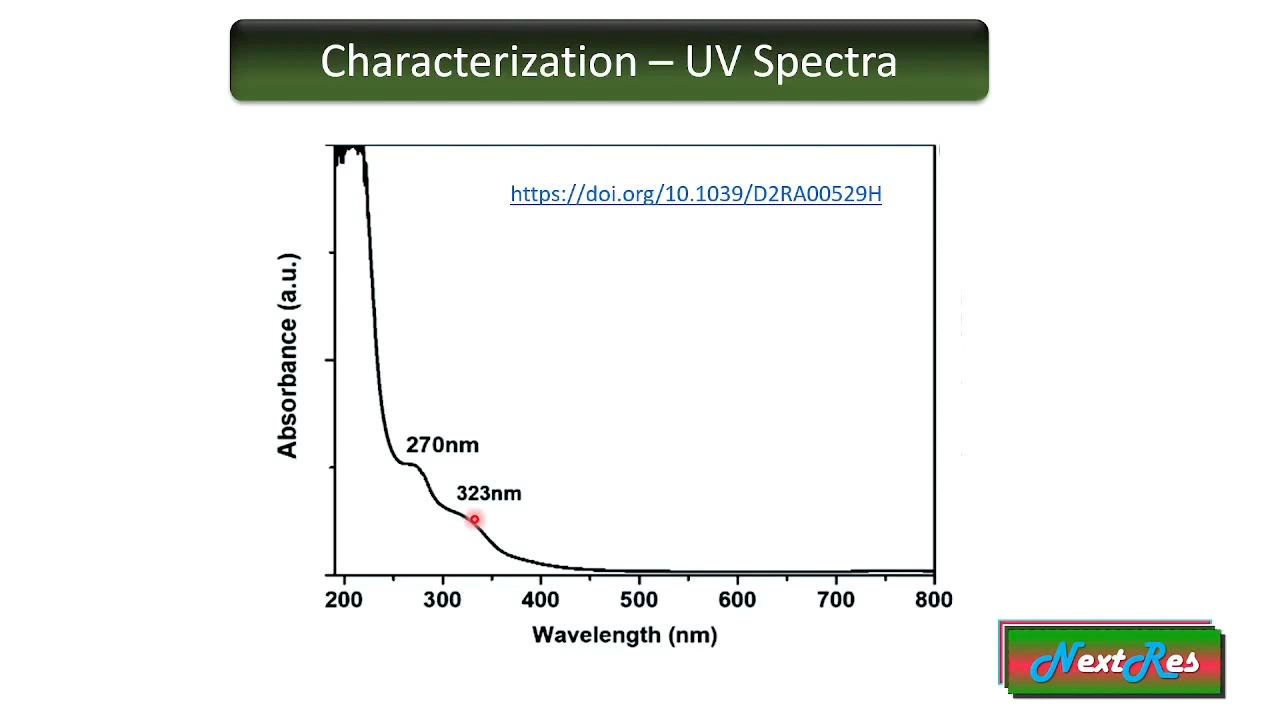 Characterization – UV Spectra
https://doi.org/10.1039/D2RA00529H
Absorbance (a.u.)
270nm
323nm
200 300 400 500 600 700 800
Wavelength (nm)
NextRes